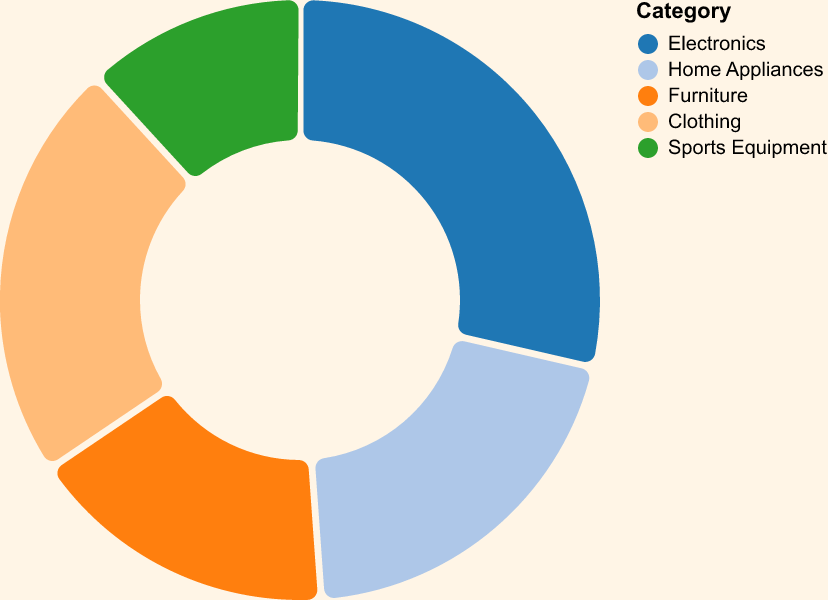 Category
Electronics
Home Appliances
Furniture
Clothing
Sports Equipment